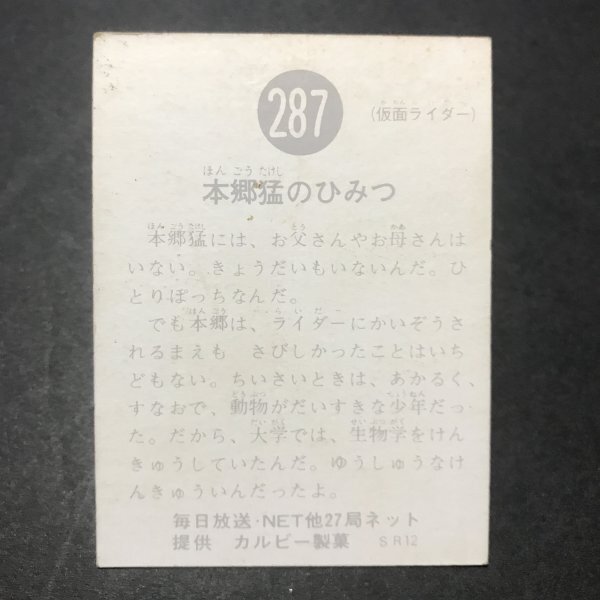 287
(仮面ライダー)
本郷猛のひみつ
本郷猛には、お父さんやお母さんは
いない。きょうだいもいないんだ。ひ
とりぼっちなんだ。
でも本郷は、ライダーにかいぞうさ
れるまえも さびしかったことはいち
どもない。ちいさいときは、あかるく、
すなおで、動物がだいすきな少年だっ
た。だから、大学では、生物学をけん
きゅうしていたんだ。ゆうしゅうなけ
んきゅういんだったよ。
毎日放送・NET他27局ネット
提供 カルビー製菓 SR12